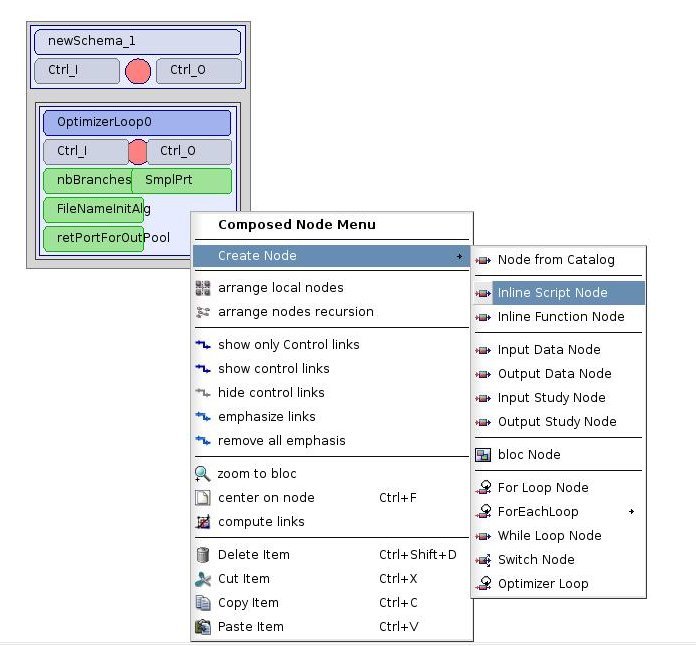 newSchema_1
Ctrl_I Ctrl_O
OptimizerLoop0
Ctrl_I Ctrl_O
nbBranches SmplPrt
FileNameInitAlg
retPortForOutPool
Composed Node Menu
Create Node
arrange local nodes
arrange nodes recursion
show only Control links
show control links
hide control links
emphasize links
remove all emphasis
zoom to bloc
center on node Ctrl+F
compute links
Delete Item Ctrl+Shift+D
Cut Item Ctrl+X
Copy Item Ctrl+C
Paste Item Ctrl+V
Node from Catalog
Inline Script Node
Inline Function Node
Input Data Node
Output Data Node
Input Study Node
Output Study Node
bloc Node
For Loop Node
ForEachLoop
While Loop Node
Switch Node
Optimizer Loop